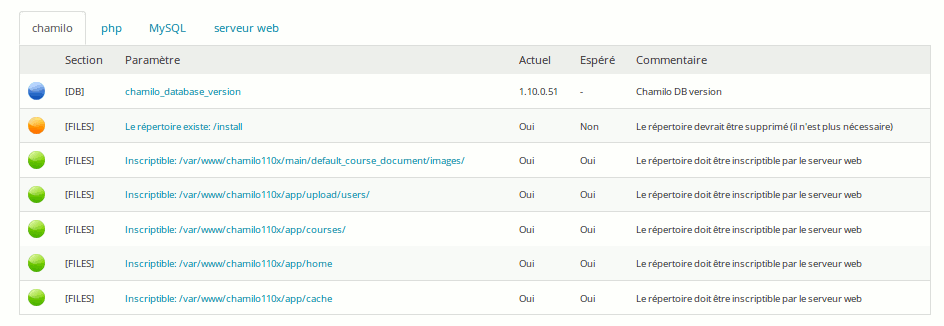 chamilo php MySQL serveur web
Section Paramètre Actuel Espéré Commentaire
[DB] chamilo_database_version 1.10.0.51 - Chamilo DB version
[FILES] Le répertoire existe: /install Oui Non Le répertoire devrait être supprimé (il n'est plus nécessaire)
[FILES] Inscriptible: /var/www/chamilo110x/main/default_course_document/images/ Oui Oui Le répertoire doit être inscriptible par le serveur web
[FILES] Inscriptible: /var/www/chamilo110x/app/upload/users/ Oui Oui Le répertoire doit être inscriptible par le serveur web
[FILES] Inscriptible: /var/www/chamilo110x/app/courses/ Oui Oui Le répertoire doit être inscriptible par le serveur web
[FILES] Inscriptible: /var/www/chamilo110x/app/home Oui Oui Le répertoire doit être inscriptible par le serveur web
[FILES] Inscriptible: /var/www/chamilo110x/app/cache Oui Oui Le répertoire doit être inscriptible par le serveur web